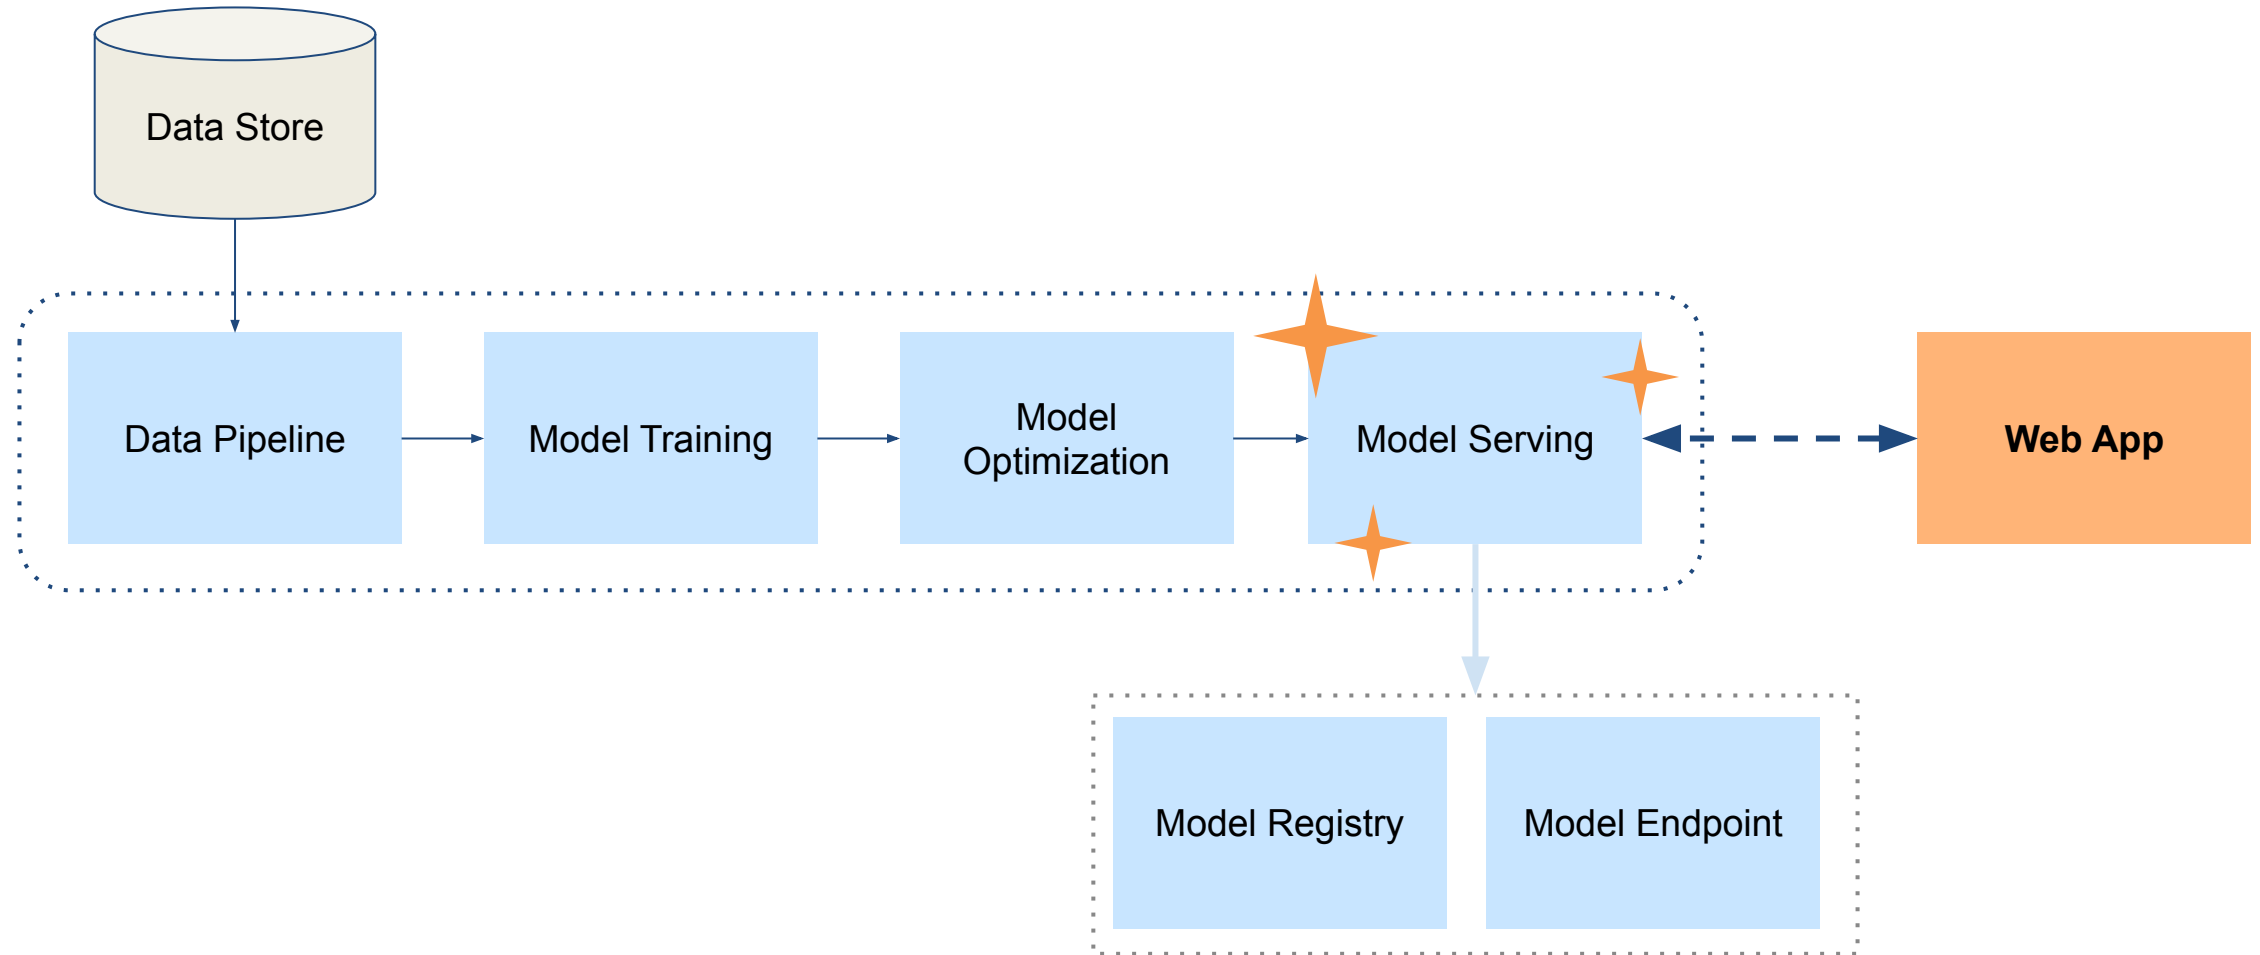 Data Store
Data Pipeline
Model Training
Model
Optimization
Model Serving
Web App
Model Registry
Model Endpoint